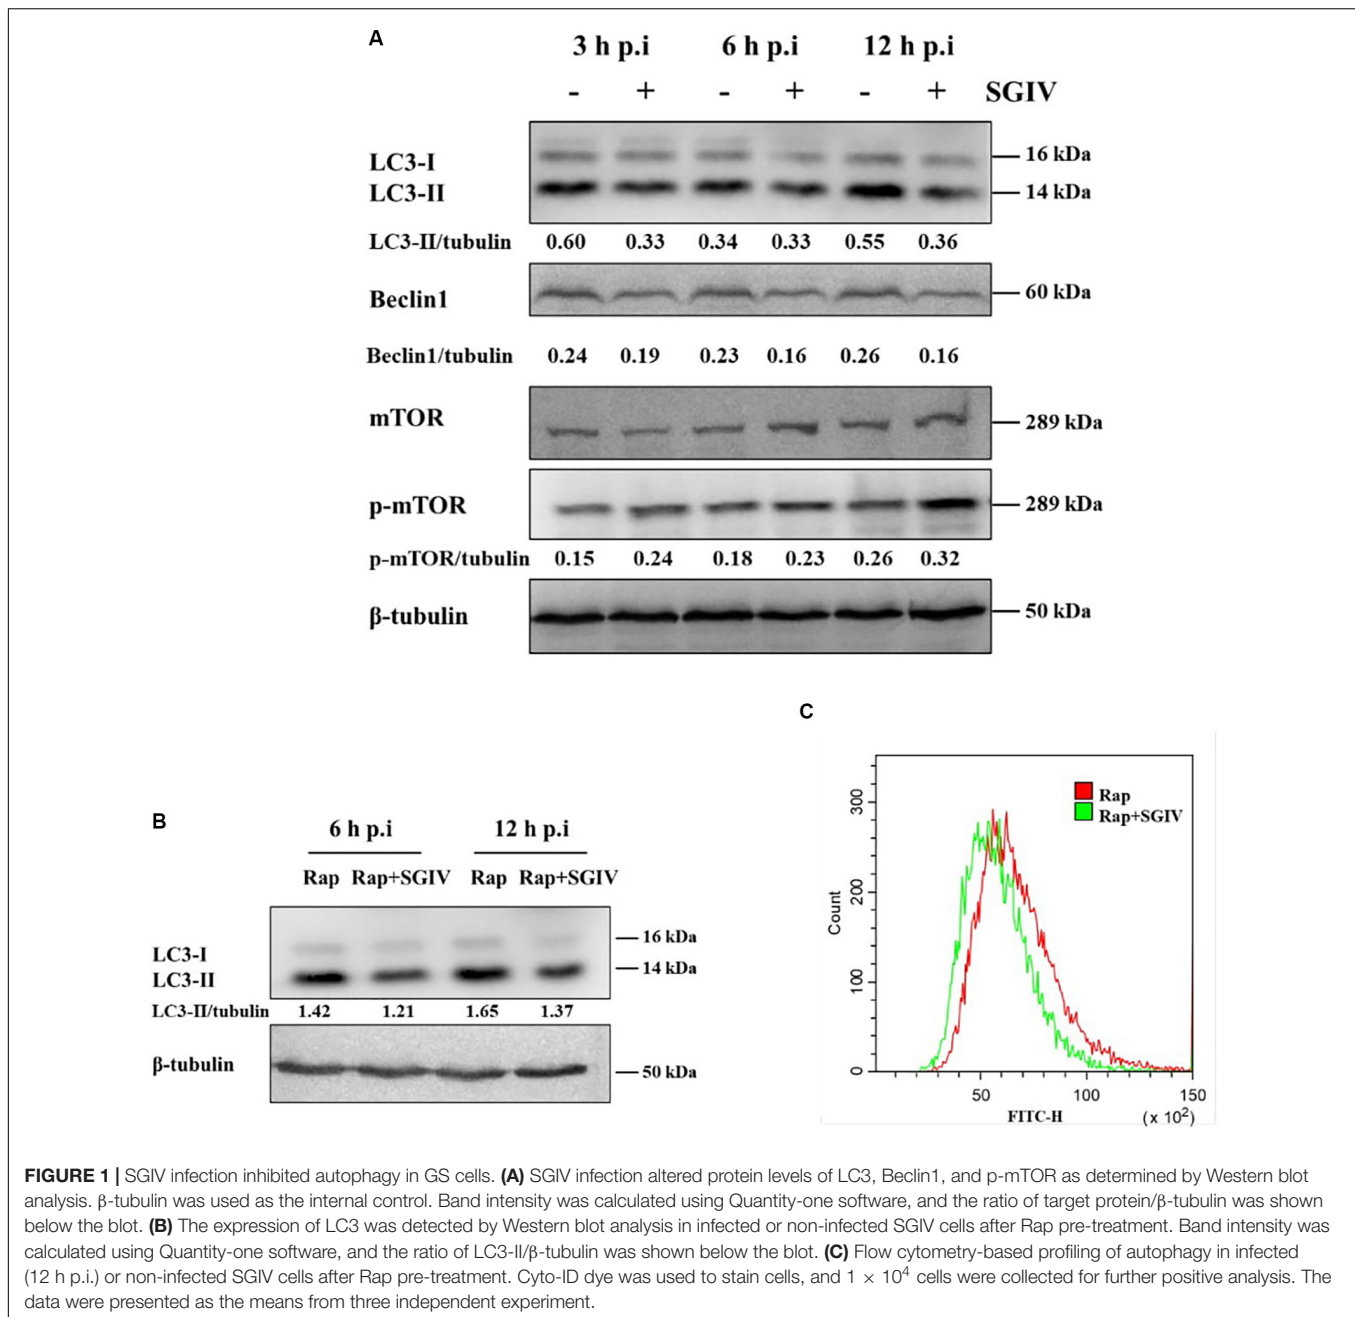 A
3 h p.i 6 h p.i 12 h p.i
- + - + - + SGIV
LC3-I
16 kDa
LC3-II
14 kDa
LC3-II/tubulin 0.60 0.33 0.34 0.33 0.55 0.36
Beclin1
60 kDa
Beclin1/tubulin 0.24 0.19 0.23 0.16 0.26 0.16
mTOR
289 kDa
p-mTOR
289 kDa
p-mTOR/tubulin 0.15 0.24 0.18 0.23 0.26 0.32
β-tubulin
50 kDa
B
6 h p.i 12 h p.i
Rap Rap+SGIV Rap Rap+SGIV
16 kDa
LC3-I
14 kDa
LC3-II
LC3-II/tubulin 1.42 1.21 1.65 1.37
β-tubulin
50 kDa
C
Rap
Rap+SGIV
Count
300
200
100
0
50 100 150
FITC-H (x 10²)
FIGURE 1 | SGIV infection inhibited autophagy in GS cells. (A) SGIV infection altered protein levels of LC3, Beclin1, and p-mTOR as determined by Western blot
analysis. β-tubulin was used as the internal control. Band intensity was calculated using Quantity-one software, and the ratio of target protein/β-tubulin was shown
below the blot. (B) The expression of LC3 was detected by Western blot analysis in infected or non-infected SGIV cells after Rap pre-treatment. Band intensity was
calculated using Quantity-one software, and the ratio of LC3-II/β-tubulin was shown below the blot. (C) Flow cytometry-based profiling of autophagy in infected
(12 h p.i.) or non-infected SGIV cells after Rap pre-treatment. Cyto-ID dye was used to stain cells, and 1 × 10⁴ cells were collected for further positive analysis. The
data were presented as the means from three independent experiment.